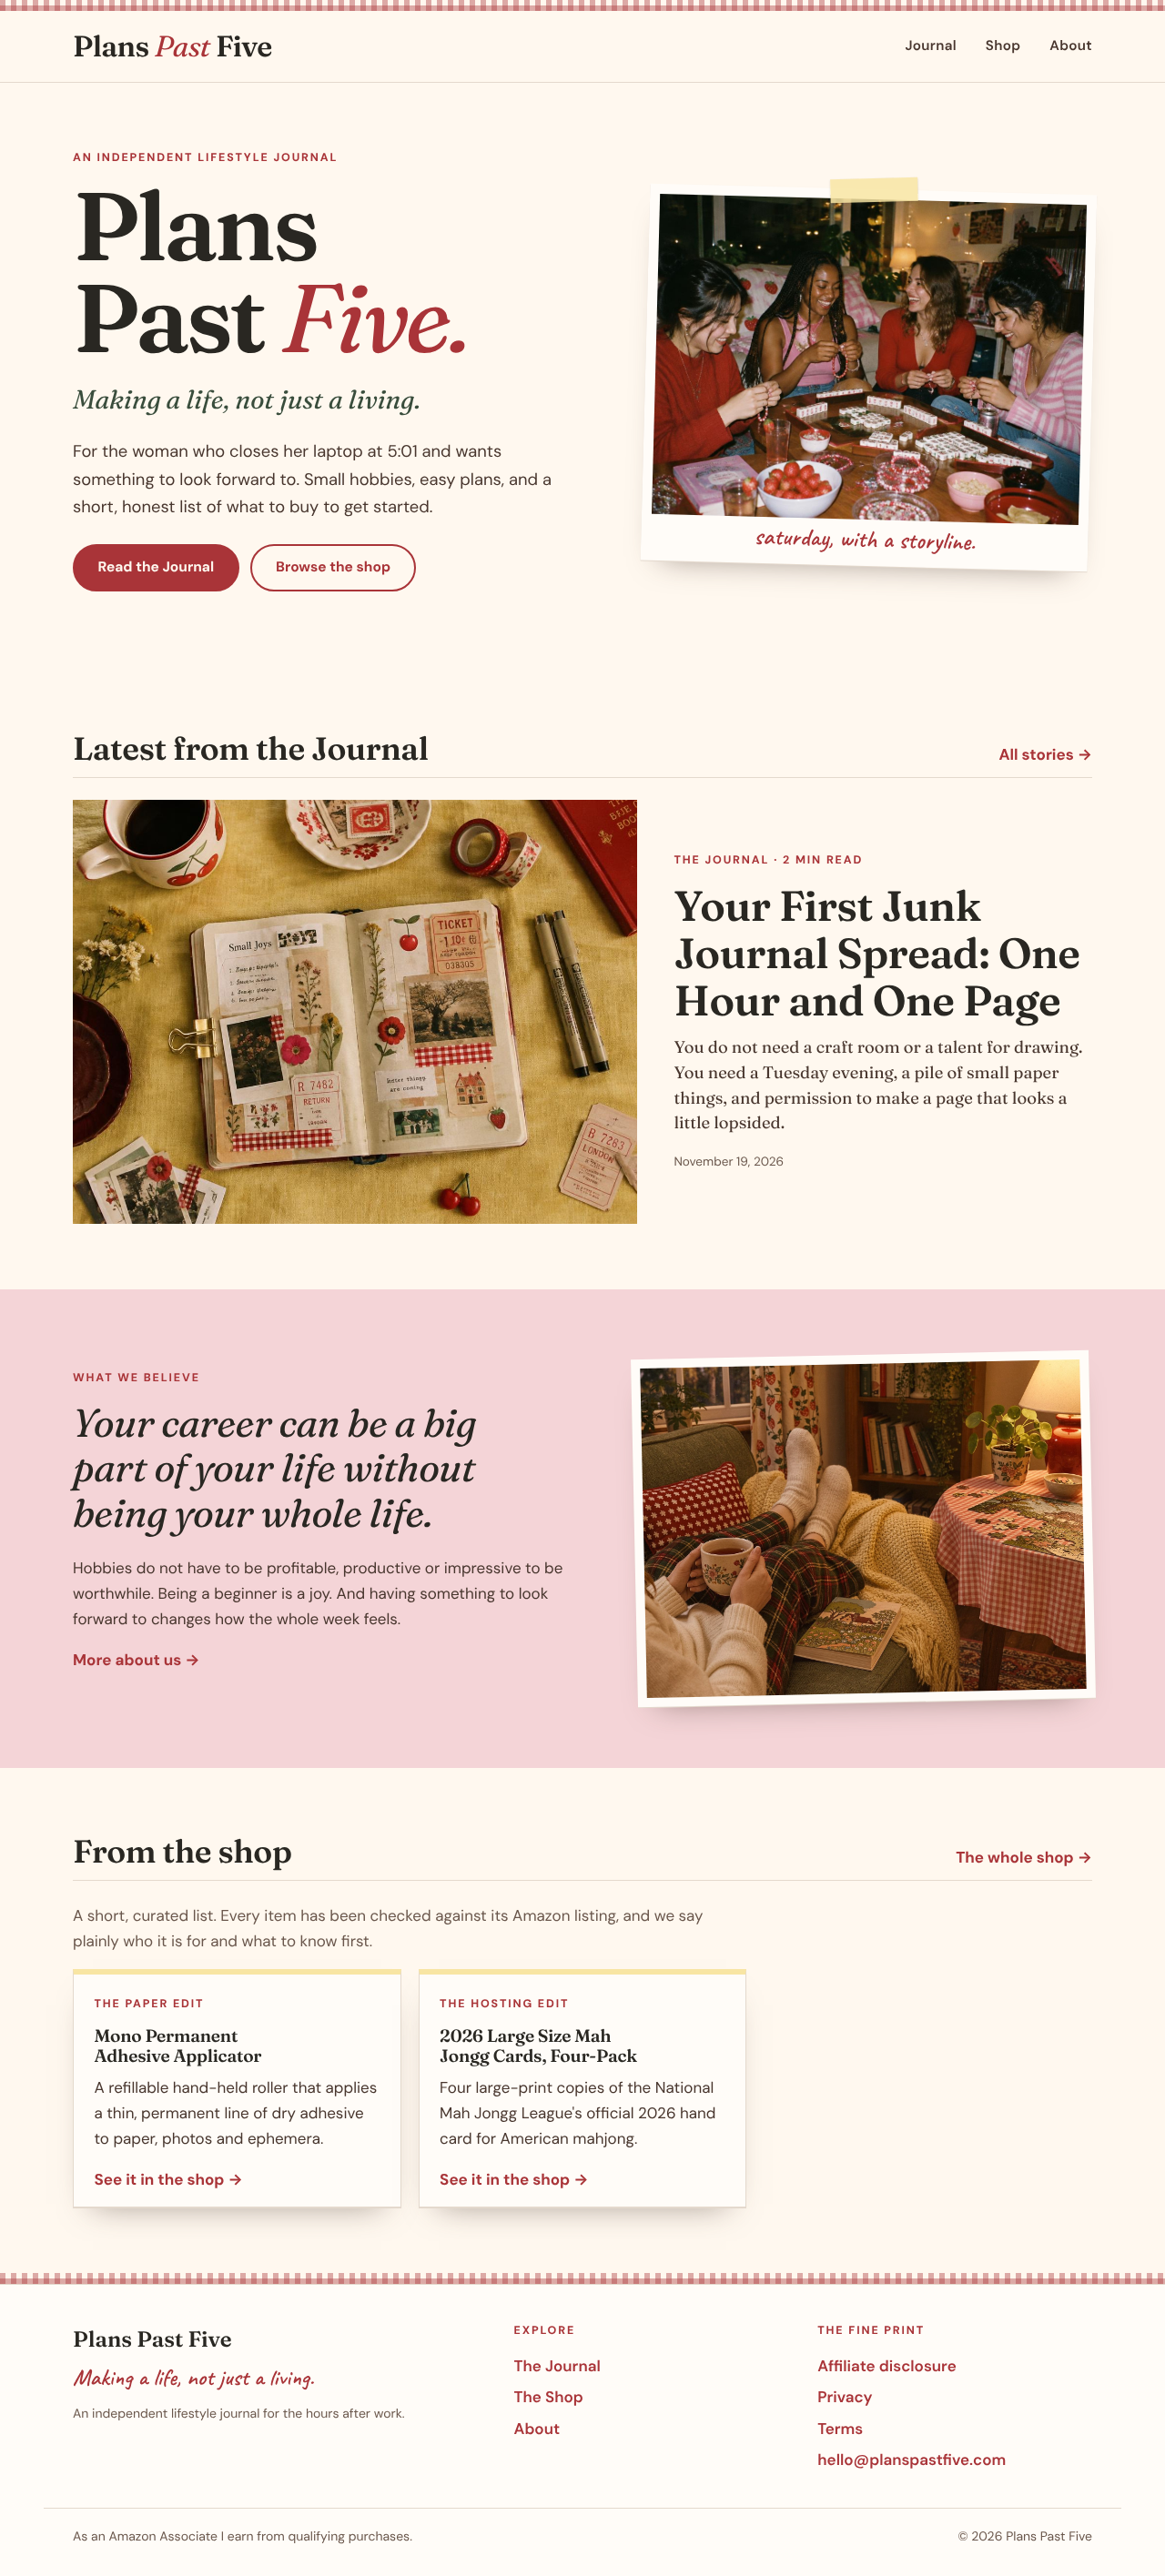 Plans Past Five
Journal
Shop
About
AN INDEPENDENT LIFESTYLE JOURNAL
Plans
Past Five.
Making a life, not just a living.
For the woman who closes her laptop at 5:01 and wants
something to look forward to. Small hobbies, easy plans, and a
short, honest list of what to buy to get started.
Read the Journal
Browse the shop
saturday, with a storyline.
Latest from the Journal
All stories →
Small Joys
TICKET
038305
R 7482
RETURN
better things
are coming
LONDON
THE JOURNAL · 2 MIN READ
Your First Junk
Journal Spread: One
Hour and One Page
You do not need a craft room or a talent for drawing.
You need a Tuesday evening, a pile of small paper
things, and permission to make a page that looks a
little lopsided.
November 19, 2026
WHAT WE BELIEVE
Your career can be a big
part of your life without
being your whole life.
Hobbies do not have to be profitable, productive or impressive to be
worthwhile. Being a beginner is a joy. And having something to look
forward to changes how the whole week feels.
More about us →
From the shop
The whole shop →
A short, curated list. Every item has been checked against its Amazon listing, and we say
plainly who it is for and what to know first.
THE PAPER EDIT
Mono Permanent
Adhesive Applicator
A refillable hand-held roller that applies
a thin, permanent line of dry adhesive
to paper, photos and ephemera.
See it in the shop →
THE HOSTING EDIT
2026 Large Size Mah
Jongg Cards, Four-Pack
Four large-print copies of the National
Mah Jongg League's official 2026 hand
card for American mahjong.
See it in the shop →
Plans Past Five
Making a life, not just a living.
An independent lifestyle journal for the hours after work.
EXPLORE
The Journal
The Shop
About
THE FINE PRINT
Affiliate disclosure
Privacy
Terms
hello@planspastfive.com
As an Amazon Associate I earn from qualifying purchases.
© 2026 Plans Past Five